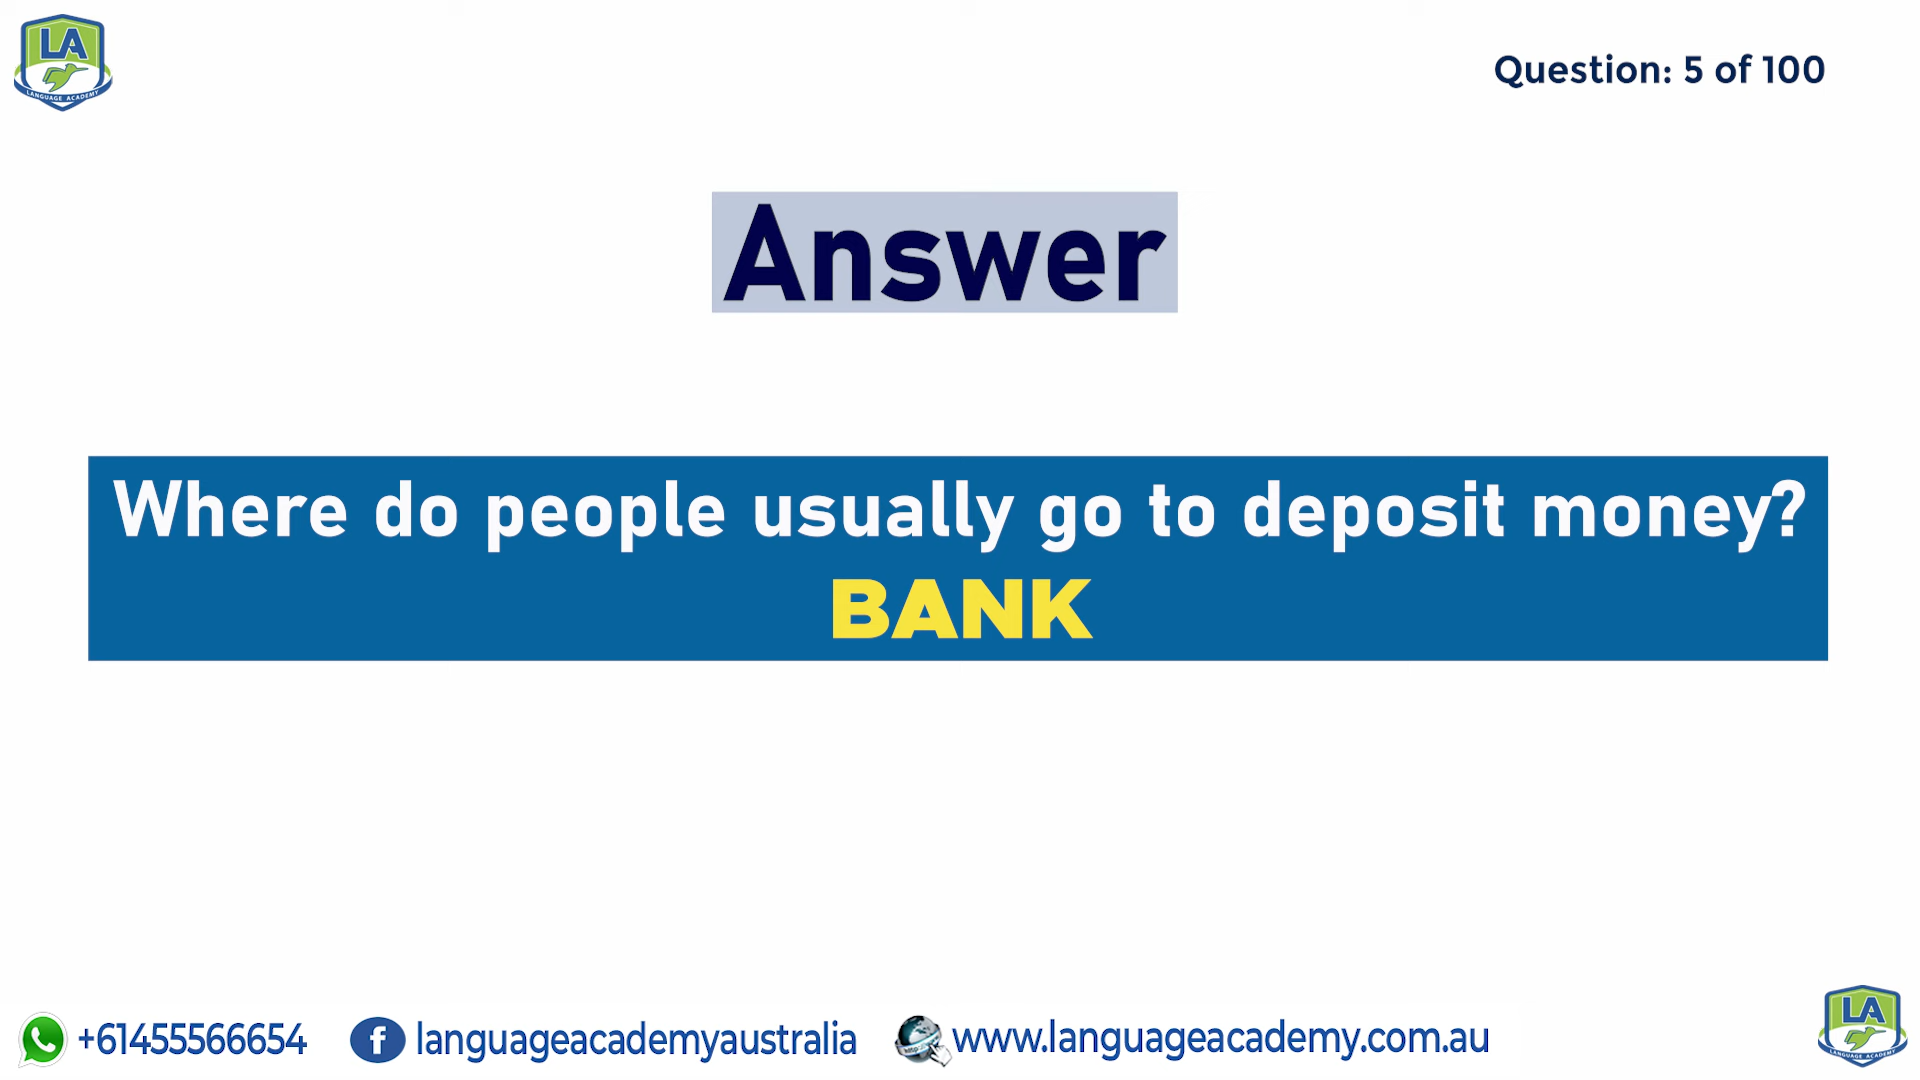 LA
LANGUAGE ACADEMY
Question: 5 of 100
Answer
Where do people usually go to deposit money?
BANK
+61455566654
f languageacademyaustralia
http:// www.languageacademy.com.au
LA
LANGUAGE ACADEMY